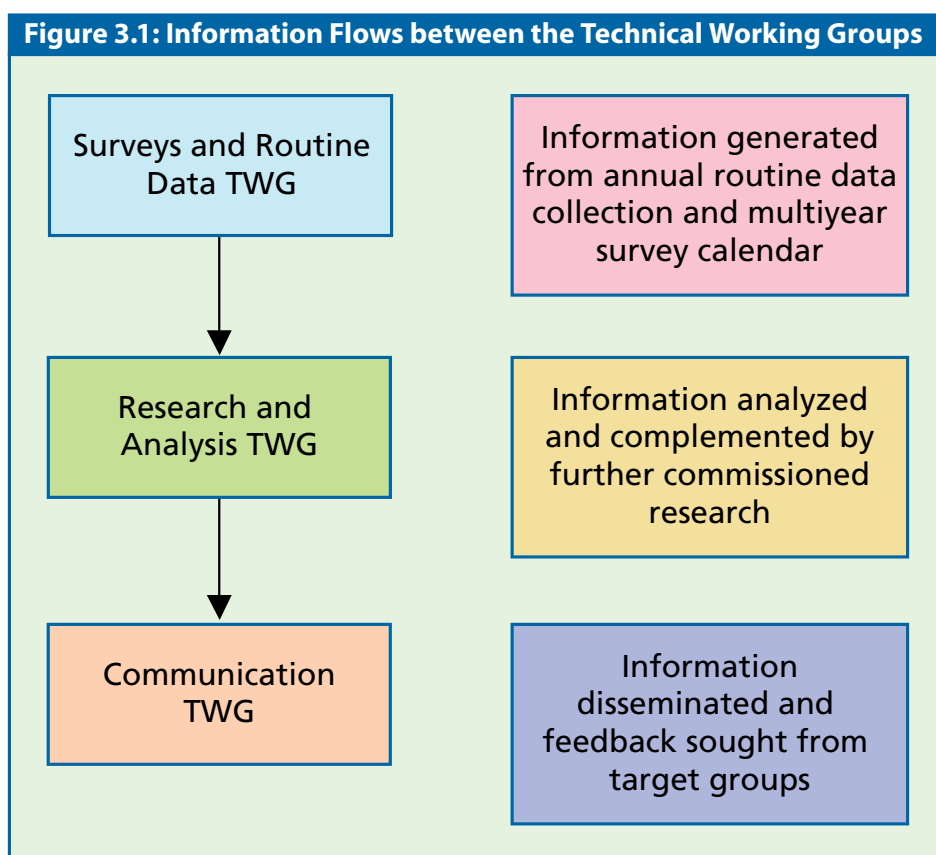 Figure 3.1: Information Flows between the Technical Working Groups
Surveys and Routine
Data TWG
Information generated
from annual routine data
collection and multiyear
survey calendar
Research and
Analysis TWG
Information analyzed
and complemented by
further commissioned
research
Communication
TWG
Information
disseminated and
feedback sought from
target groups